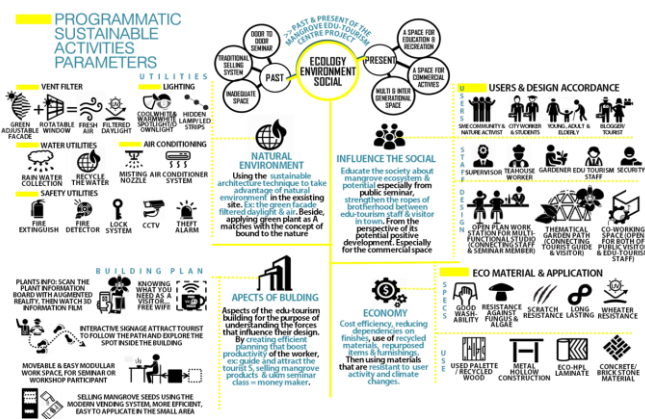 PROGRAMMATIC
SUSTAINABLE
ACTIVITIES
PARAMETERS
UTILITIES
VENT FILTER
GREEN
ADJUSTABLE
FACADE
ROTATABLE
WINDOW
FRESH
AIR
FILTERED
DAYLIGHT
LIGHTING
COOLWHITE&
WARMWHITE
SPOTLIGHT/D
OWNLIGHT
HIDDEN
LAMP/LED
STRIPS
WATER UTILITIES
RAIN WATER
COLLECTION
RECYCLE
THE WATER
AIR CONDITIONING
MISTING
NOZZLE
AIR CONDITIONER
SYSTEM
SAFETY UTILITIES
FIRE
EXTINGUISH
FIRE
DETECTOR
LOCK
SYSTEM
CCTV
THEFT
ALARM
BUILDING PLAN
PLANTS INFO: SCAN THE
PLANT INFORMATION
BOARD WITH AUGMENTED
REALITY, THEN WATCH 3D
INFORMATION FILM
KNOWING
WHAT YOU
NEED AS A
VISITOR...
FREE WIFE
INTERACTIVE SIGNAGE ATTRACT TOURIST
TO FOLLOW THE PATH AND EXPLORE THE
SPOT INSIDE THE BUILDING
MOVEABLE & EASY MODULAR
WORK SPACE, FOR SEMINAR
OR WORKSHOP PARTICIPANT
SELLING MANGROVE SEEDS USING THE
MODERN VENDING SYSTEM, MORE EFFICIENT,
EASY TO APPLICATE IN THE SMALL AREA
>> PAST & PRESENT OF THE
MANGROVE EDU-TOURISM
CENTRE PROJECT
ECOLOGY
ENVIRONMENT
SOCIAL
PAST
DOOR TO
DOOR
SEMINAR
TRADITIONAL
SELLING
SYSTEM
INADEQUATE
SPACE
PRESENT
A SPACE FOR
EDUCATION &
RECREATION
A SPACE FOR
COMMERCIAL
ACTIVES
MULTI & INTER
GENERATIONAL
SPACE
NATURAL
ENVIRONMENT
Using the sustainable
architecture technique to take
advantage of natural
environment in the exissting
site. Ex: the green facade
filtered daylight & air. Beside,
applying green plant as A
matches with the concept of
bound to the nature
INFLUENCE THE SOCIAL
Educate the society about
mangrove ecosystem &
potential especially from
public seminar,
strengthen the ropes of
brotherhood between
edu-tourism staff & visitor
in town. From the
perspective of its
potential positive
development. Especially
for the commercial space
APECTS OF BULDING
Aspects of the edu-tourism
building for the purpose of
understanding the forces
that influence their design.
By creating efficient
planning that boost
productivity of the worker,
ex: guide and attract the
tourist S, selling mangrove
products & ukm seminar
class = money maker.
ECONOMY
Cost efficiency, reducing
dependencies on
finishes, use of recycle
materials, repurposed
items & furnishings.
Then using materials
that are resistant to user
activity and climate
changes.
USERS & DESIGN ACCORDANCE
USERS
SME COMMUNITY &
NATURE ACTIVIST
CITY WORKER
& STUDENTS
YOUNG, ADULT &
ELDERLY
BLOGGER/
TOURIST
STAFF
SUPERVISOR
TEAHOUSE
WORKER
GARDENER
EDU TOURISM
STAFF
SECURITY
DESIGN
OPEN PLAN WORK
STATION FOR MULTI-
FUNCTIONAL STUDIO
(CONNECTING STAFF
& SEMINAR MEMBER)
THEMATICAL
GARDEN PATH
(CONNECTING
TOURIST GUIDE
& VISITOR)
CO-WORKING
SPACE (OPEN
FOR BOTH OF
PUBLIC VISITOR
& EDU-TOURISM
STAFF)
ECO MATERIAL & APPLICATION
SPECS
GOOD
WASH-
ABILITY
RESISTANCE
AGAINST
FUNGUS &
ALGAE
SCRATCH
RESISTANCE
LONG
LASTING
WHEATER
RESISTANCE
USE
USED PALETTE
/ RECYCLED
WOOD
METAL
HOLLOW
CONSTRUCTION
ECO-HPL
LAMINATE
CONCRETE/
BRICK STONE
MATERIAL